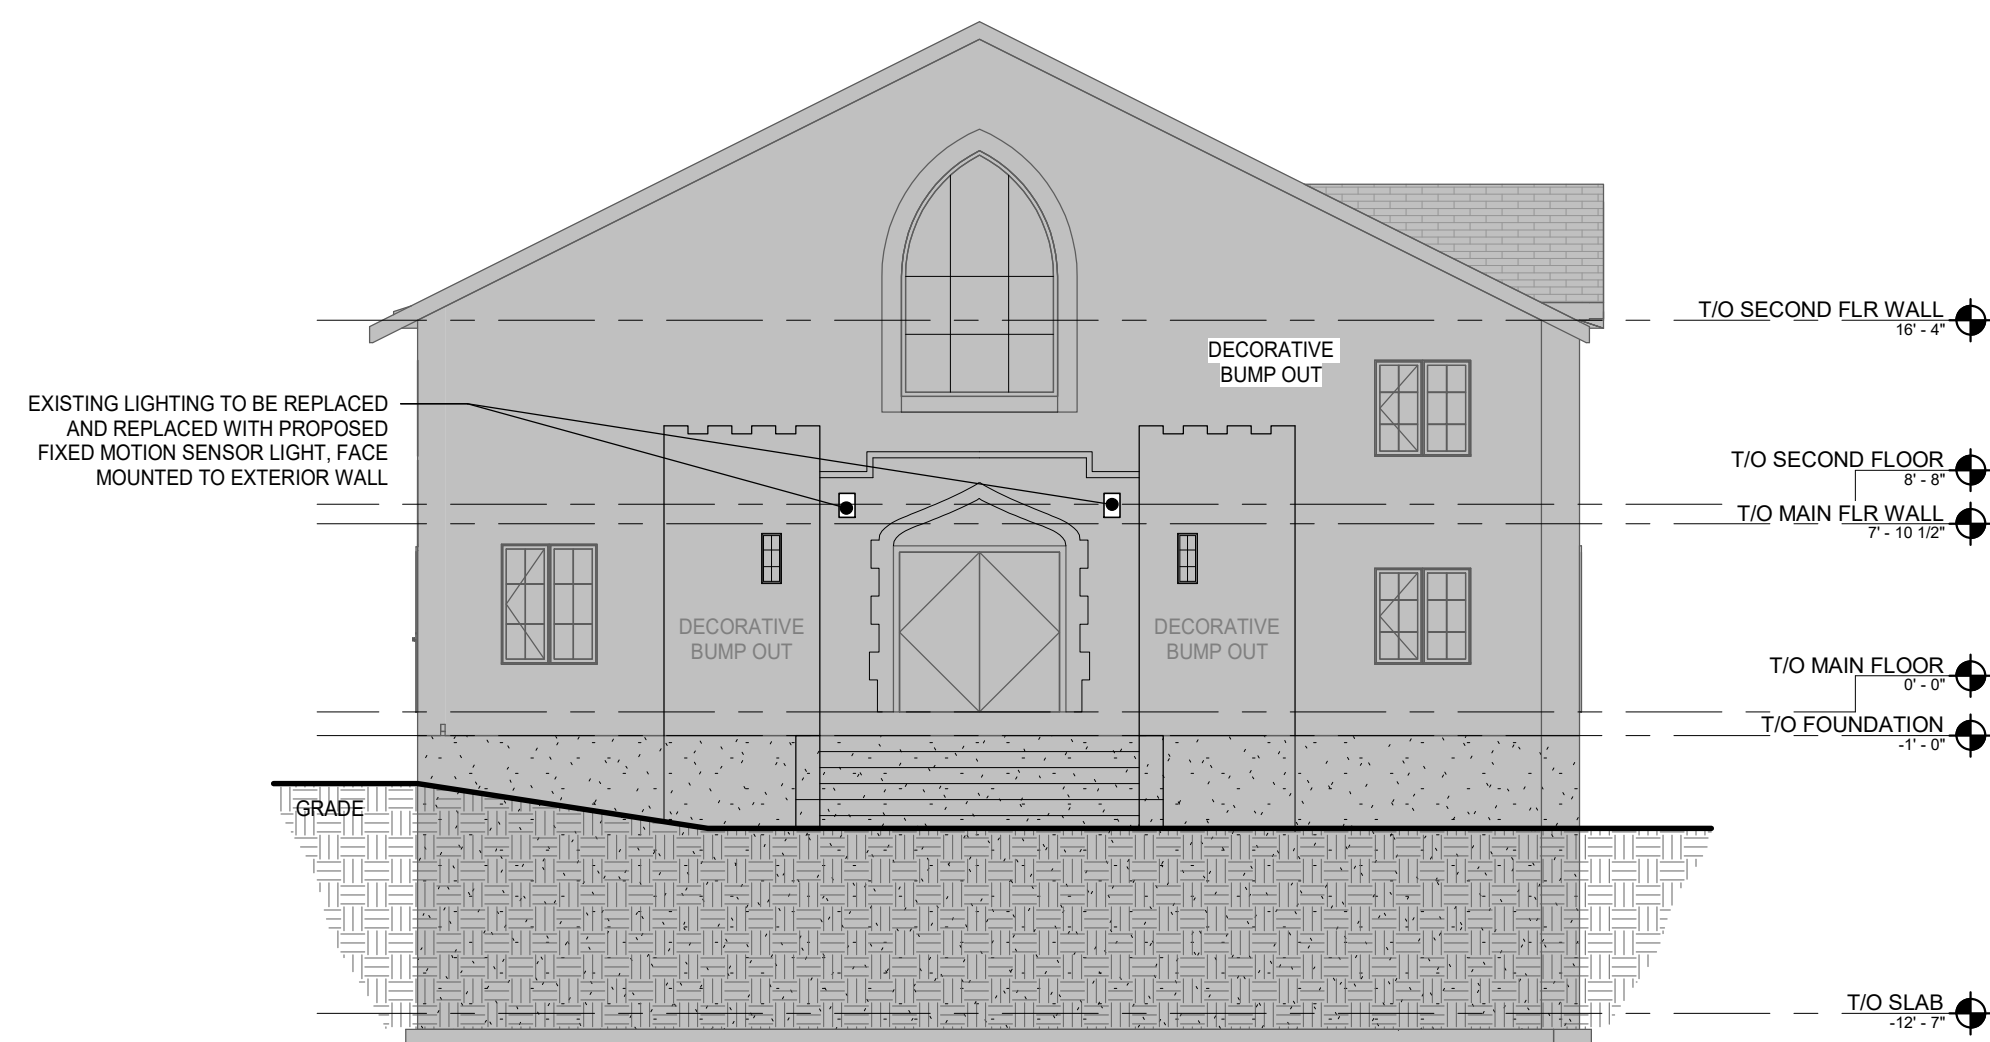 T/O SECOND FLR WALL
16' - 4"
DECORATIVE
BUMP OUT
EXISTING LIGHTING TO BE REPLACED
AND REPLACED WITH PROPOSED
FIXED MOTION SENSOR LIGHT, FACE
MOUNTED TO EXTERIOR WALL
T/O SECOND FLOOR
8' - 8"
T/O MAIN FLR WALL
7' - 10 1/2"
DECORATIVE
BUMP OUT
DECORATIVE
BUMP OUT
T/O MAIN FLOOR
0' - 0"
T/O FOUNDATION
-1' - 0"
GRADE
T/O SLAB
-12' - 7"